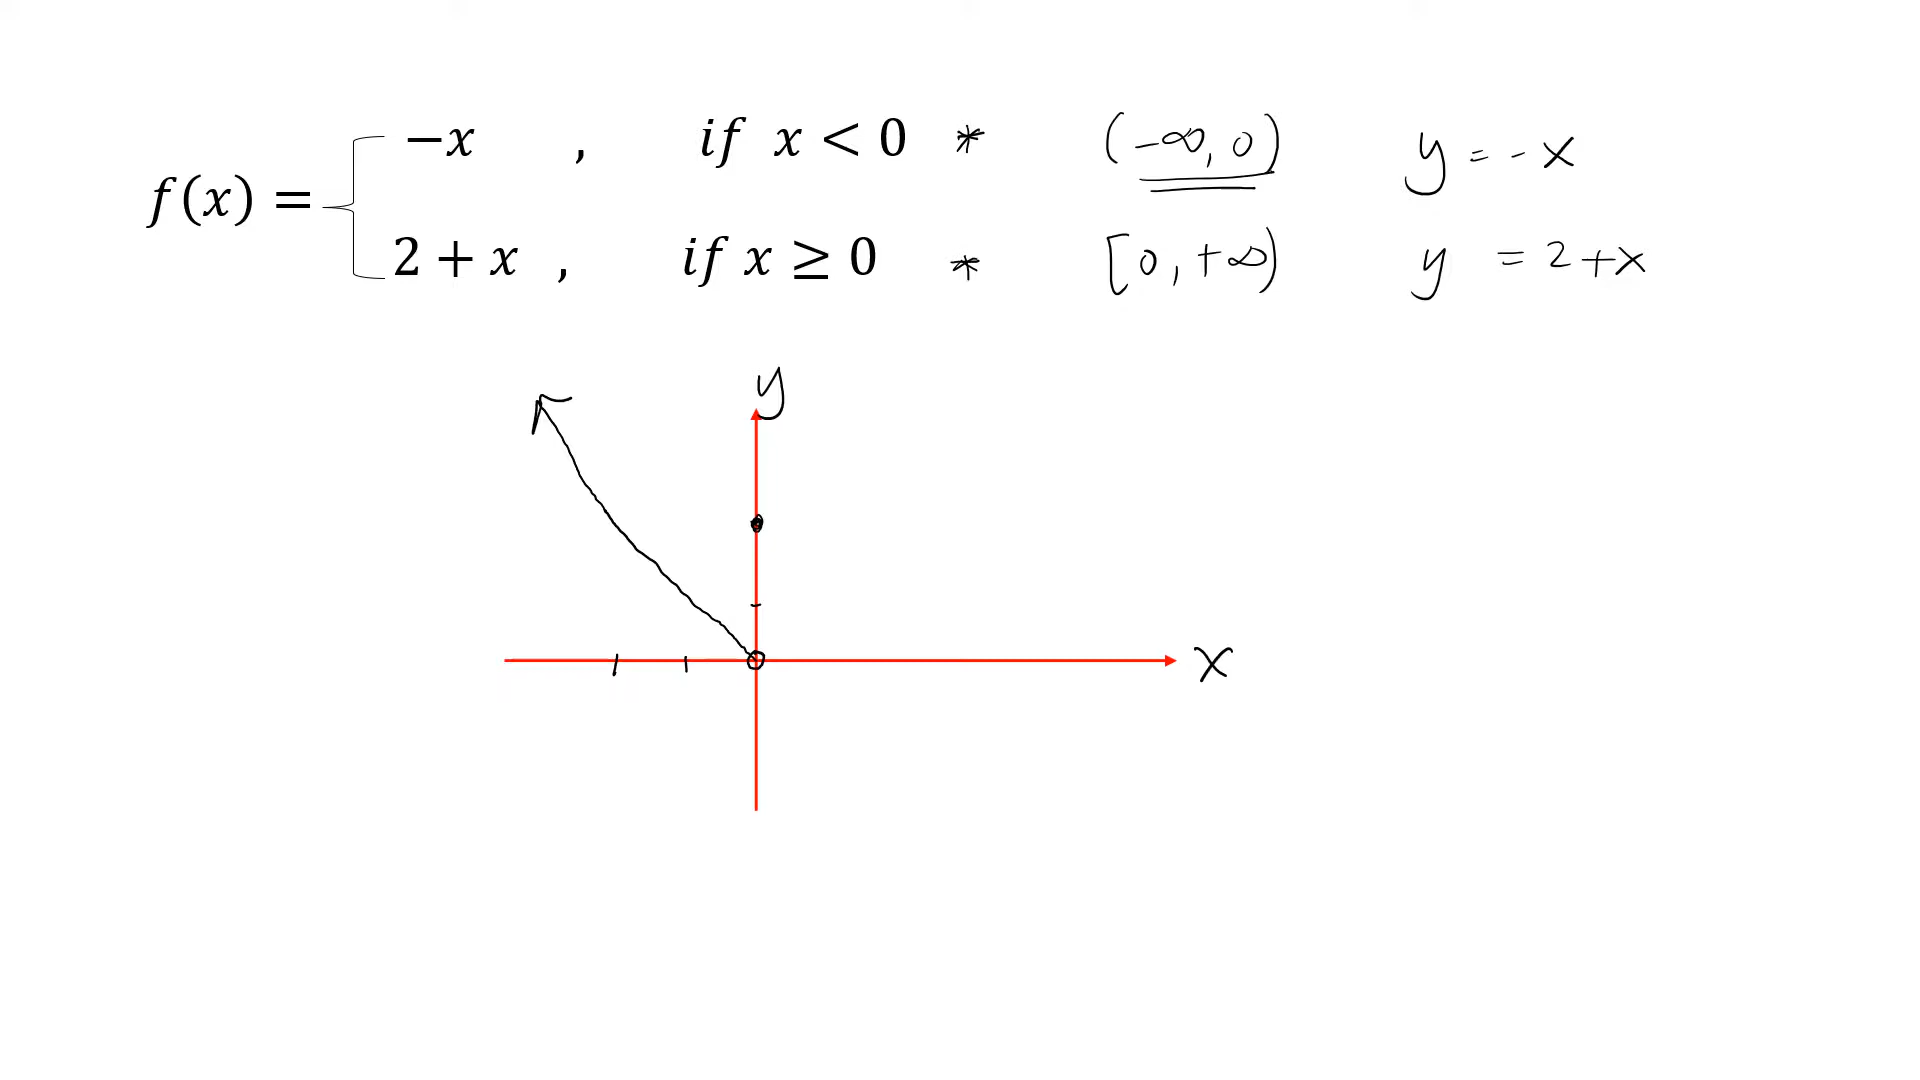 −x , if x < 0 * (-∞, 0) y = -x
f(x) =
2 + x , if x ≥ 0 * [0, +∞) y = 2+x
y
x